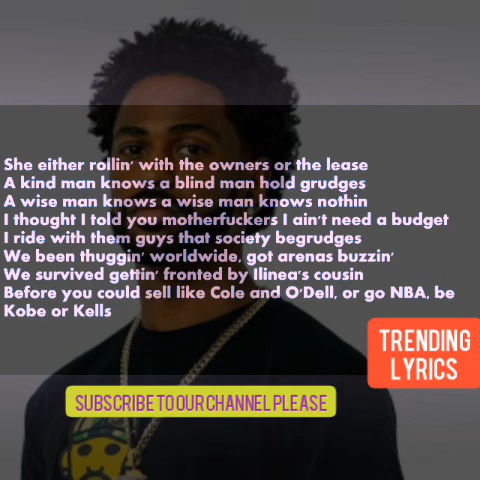 She either rollin' with the owners or the lease
A kind man knows a blind man hold grudges
A wise man knows a wise man knows nothin
I thought I told you motherfuckers I ain't need a budget
I ride with them guys that society begrudges
We been thuggin' worldwide, got arenas buzzin'
We survived gettin' fronted by Ilinea's cousin
Before you could sell like Cole and O'Dell, or go NBA, be
Kobe or Kells
TRENDING
LYRICS
SUBSCRIBE TO OUR CHANNEL PLEASE